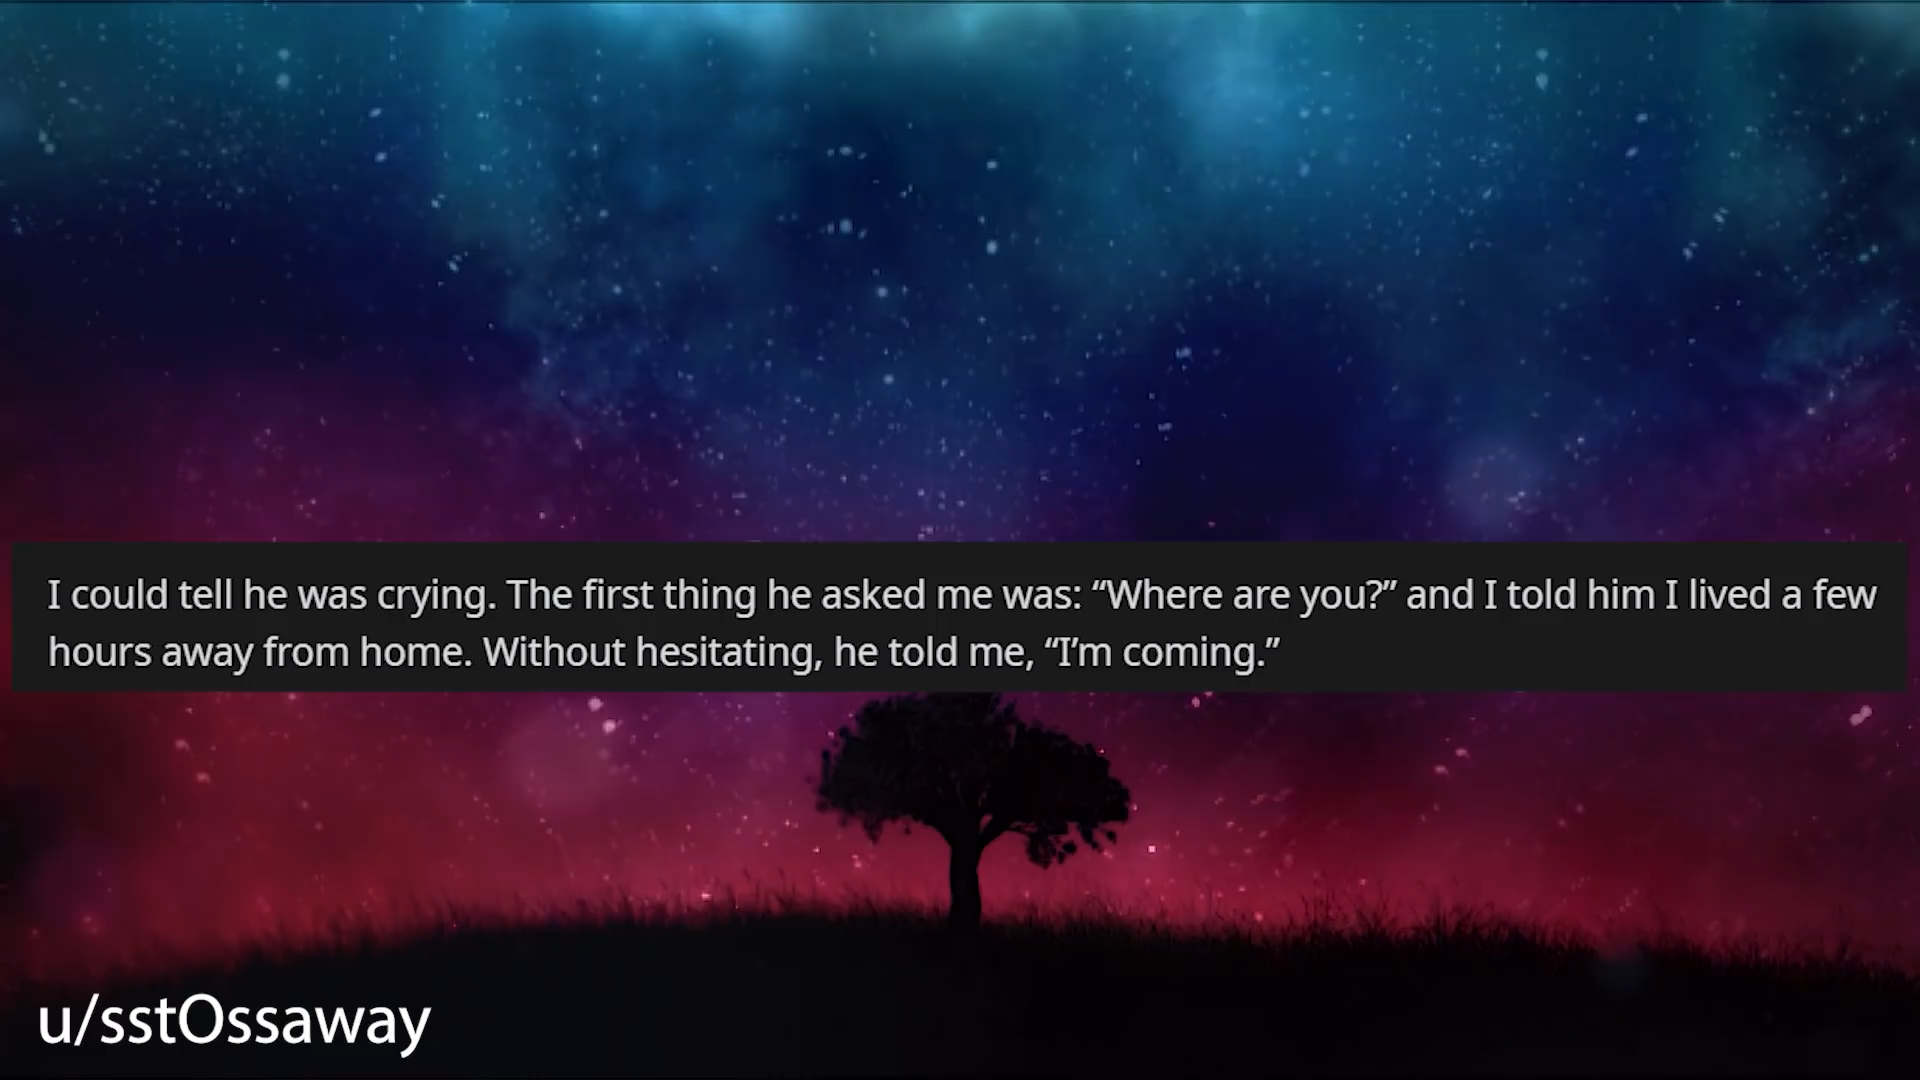 I could tell he was crying. The first thing he asked me was: “Where are you?” and I told him I lived a few
hours away from home. Without hesitating, he told me, “I’m coming.”
u/sstOssaway